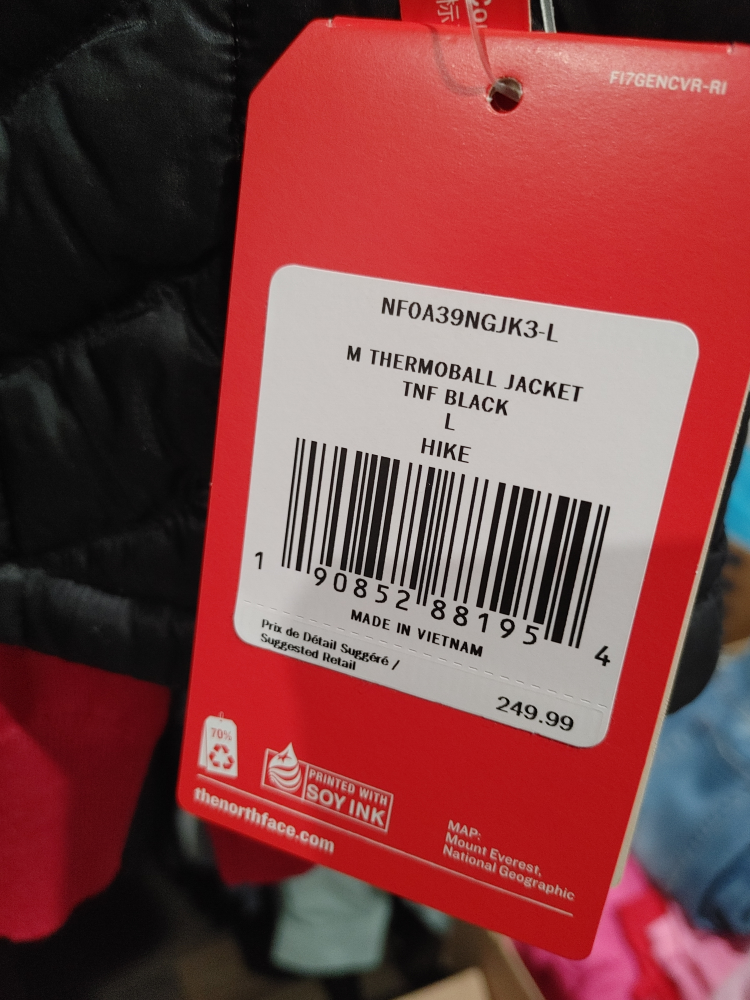 FI7GENCVR-RI
NF0A39NGJK3-L
M THERMOBALL JACKET
TNF BLACK
L
HIKE
1 90852 88195 4
MADE IN VIETNAM
Prix de Détail Suggéré /
Suggested Retail
249.99
70%
PRINTED WITH
SOY INK
thenorthface.com
MAP:
Mount Everest,
National Geographic